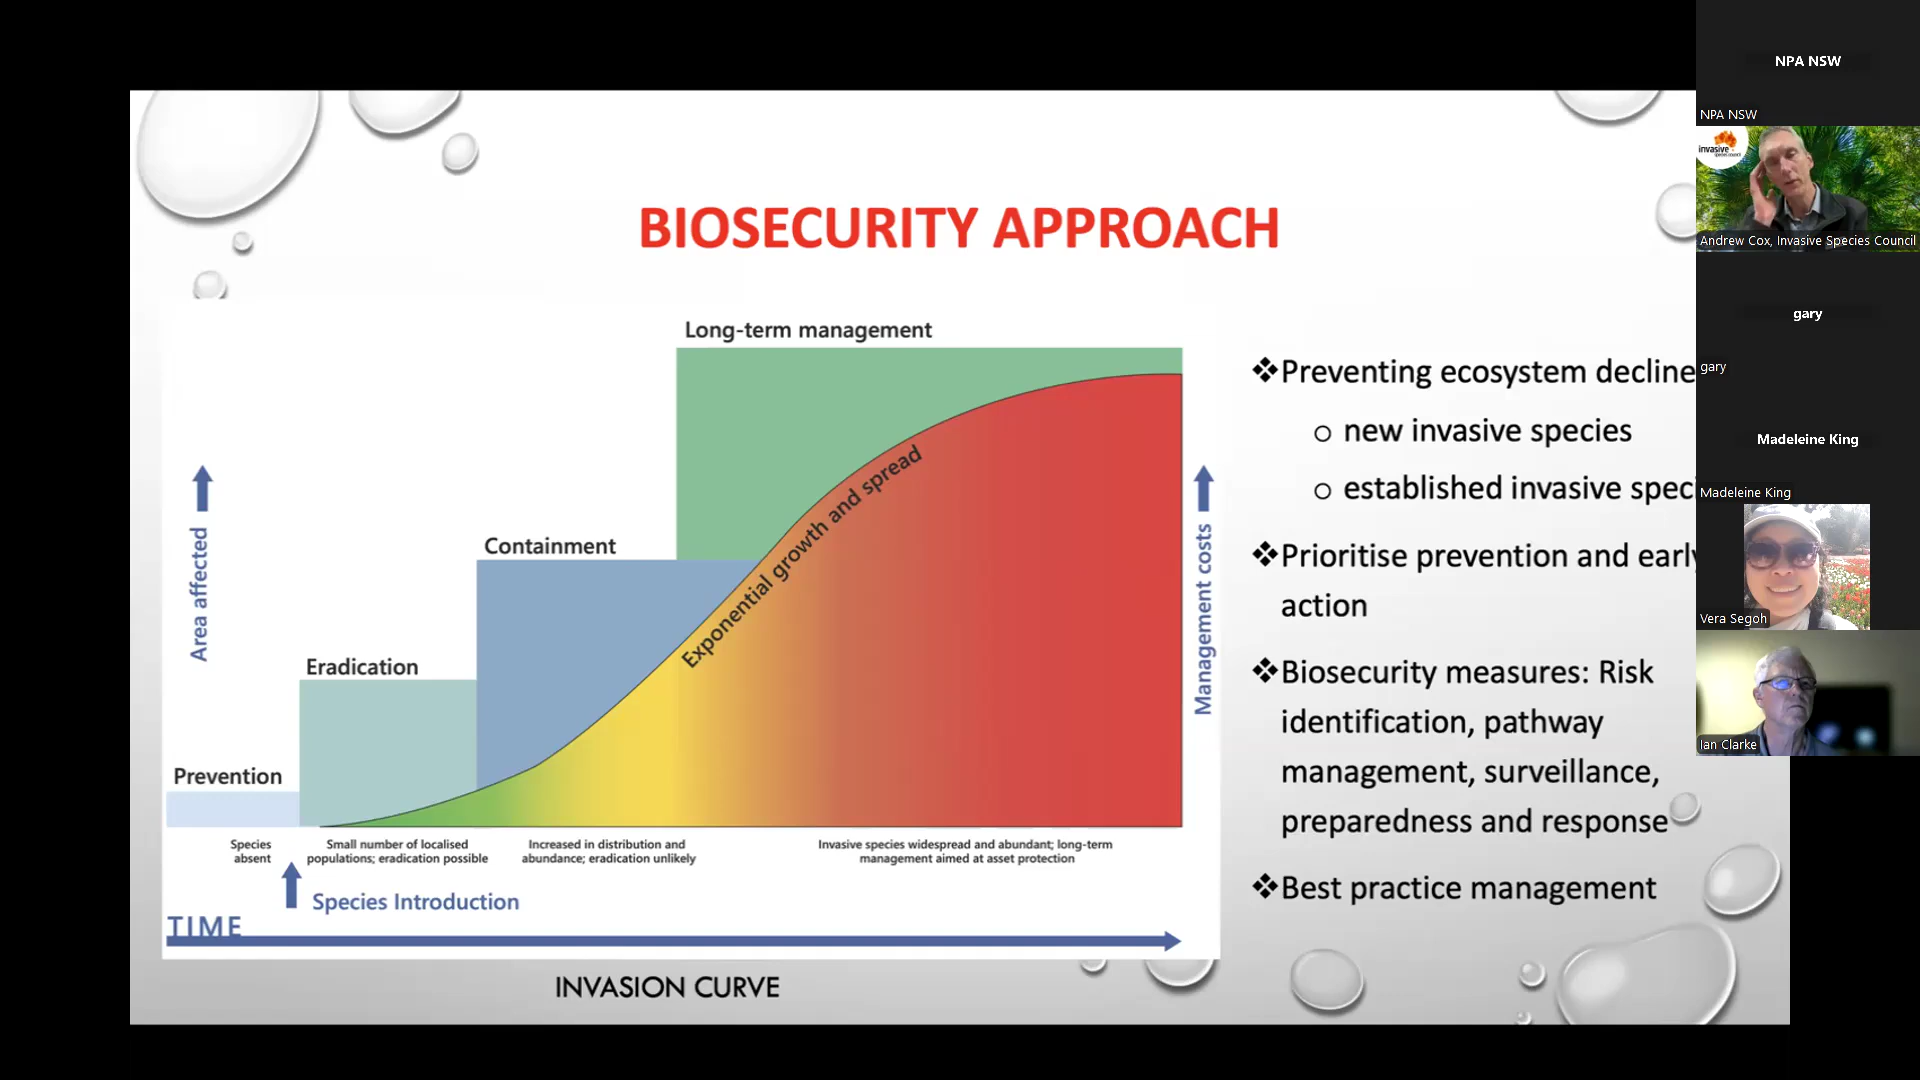 BIOSECURITY APPROACH
Long-term management
Containment
Eradication
Prevention
Area affected
Exponential growth and spread
Management costs
Species
absent
Small number of localised
populations; eradication possible
Increased in distribution and
abundance; eradication unlikely
Invasive species widespread and abundant; long-term
management aimed at asset protection
Species Introduction
TIME
INVASION CURVE
❖Preventing ecosystem decline
o new invasive species
o established invasive speci
❖Prioritise prevention and early
action
❖Biosecurity measures: Risk
identification, pathway
management, surveillance,
preparedness and response
❖Best practice management
NPA NSW
NPA NSW
invasive
species council
Andrew Cox, Invasive Species Council
gary
gary
Madeleine King
Madeleine King
Vera Segoh
Ian Clarke